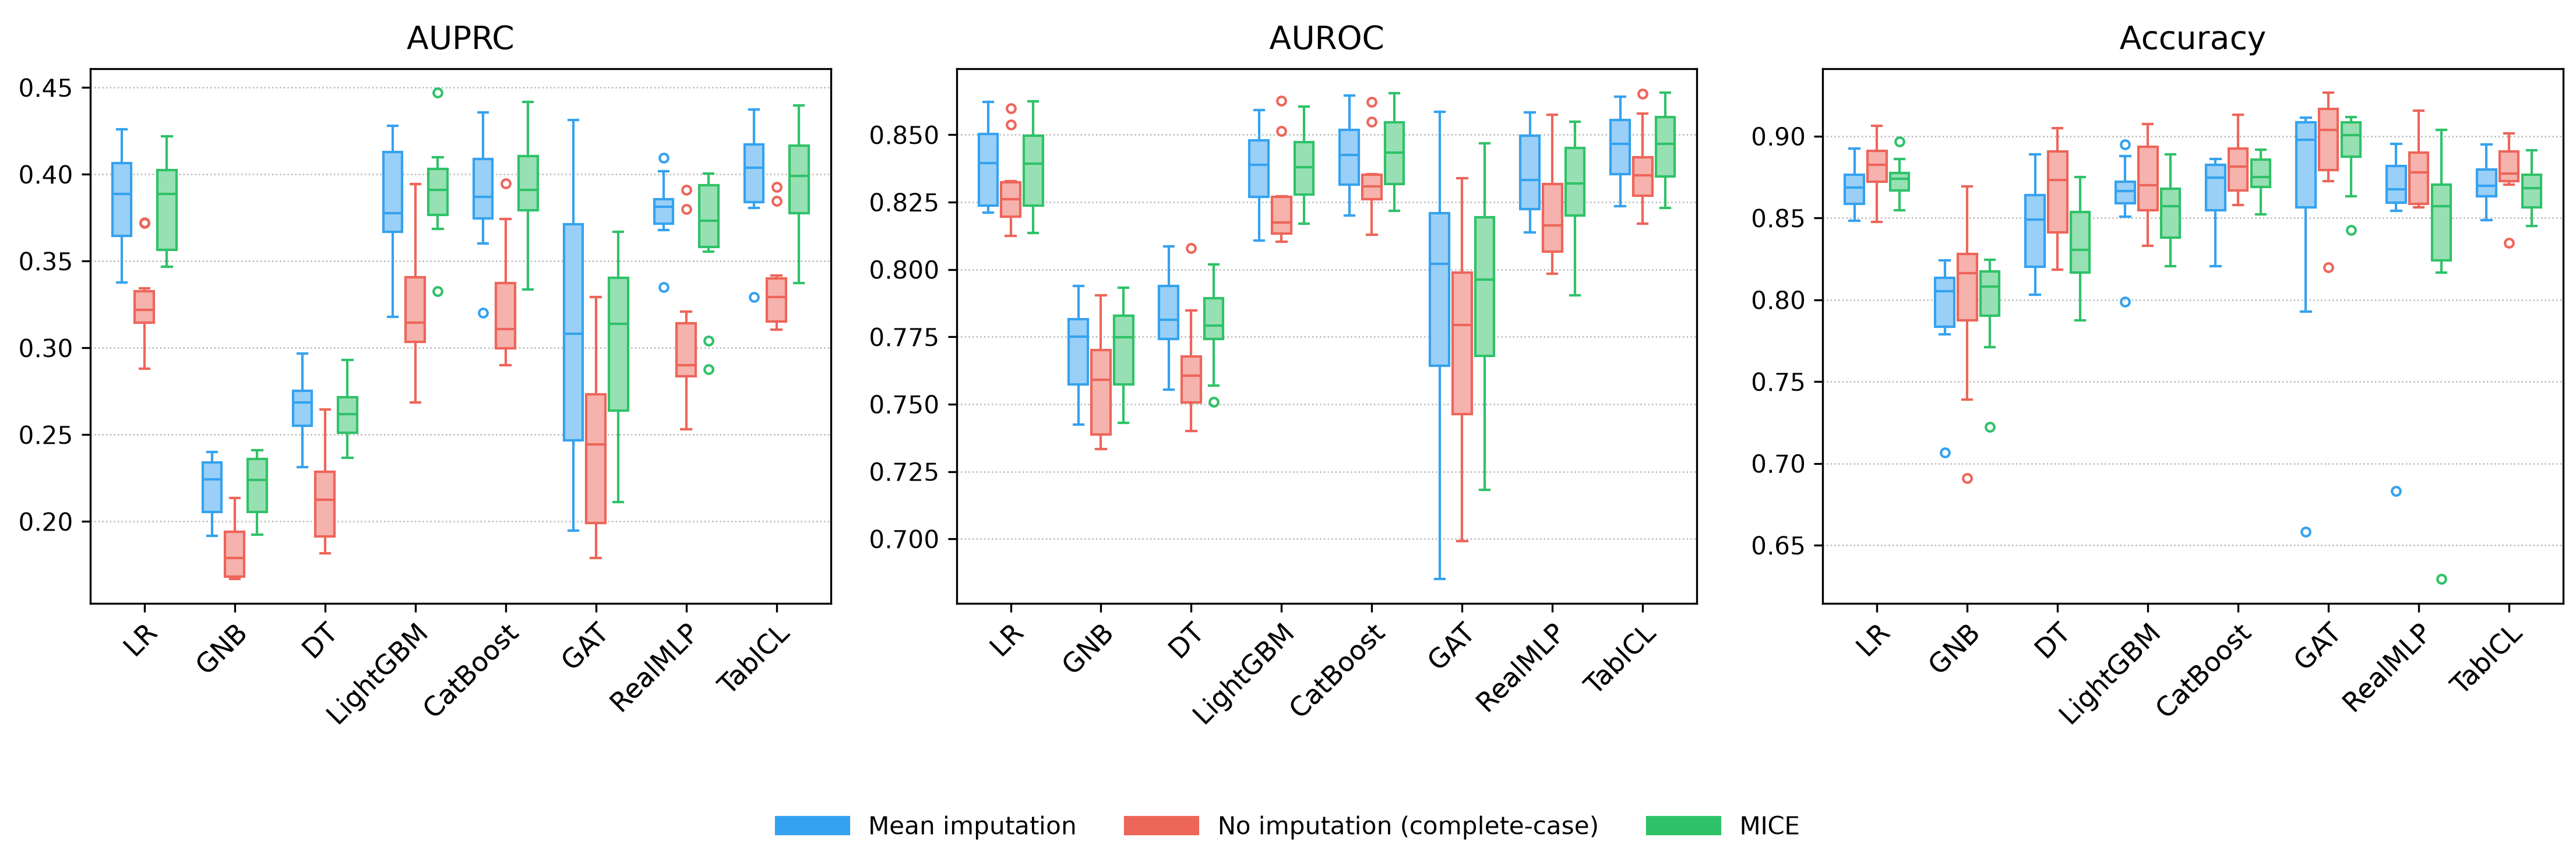 AUPRC
0.45
0.40
0.35
0.30
0.25
0.20
LR
GNB
DT
LightGBM
CatBoost
GAT
RealMLP
TabICL
AUROC
0.850
0.825
0.800
0.775
0.750
0.725
0.700
LR
GNB
DT
LightGBM
CatBoost
GAT
RealMLP
TabICL
Accuracy
0.90
0.85
0.80
0.75
0.70
0.65
LR
GNB
DT
LightGBM
CatBoost
GAT
RealMLP
TabICL
Mean imputation
No imputation (complete-case)
MICE